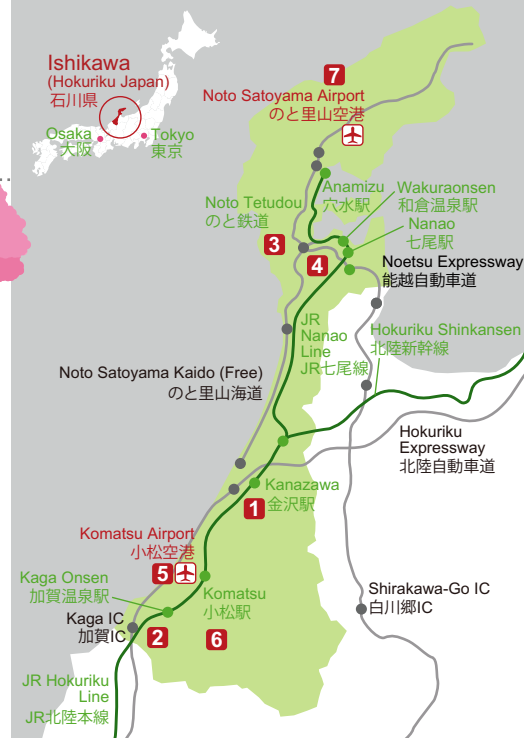 Ishikawa
(Hokuriku Japan)
石川県
Osaka
大阪
Tokyo
東京
7
Noto Satoyama Airport
のと里山空港
Anamizu
穴水駅
Wakuraonsen
和倉温泉駅
Noto Tetudou
のと鉄道
Nanao
七尾駅
3
4
Noetsu Expressway
能越自動車道
JR
Nanao
Line
JR七尾線
Hokuriku Shinkansen
北陸新幹線
Noto Satoyama Kaido (Free)
のと里山海道
Hokuriku
Expressway
北陸自動車道
Kanazawa
金沢駅
1
Komatsu Airport
小松空港
5
Kaga Onsen
加賀温泉駅
Komatsu
小松駅
Shirakawa-Go IC
白川郷IC
Kaga IC
加賀IC
2
6
JR Hokuriku
Line
JR北陸本線